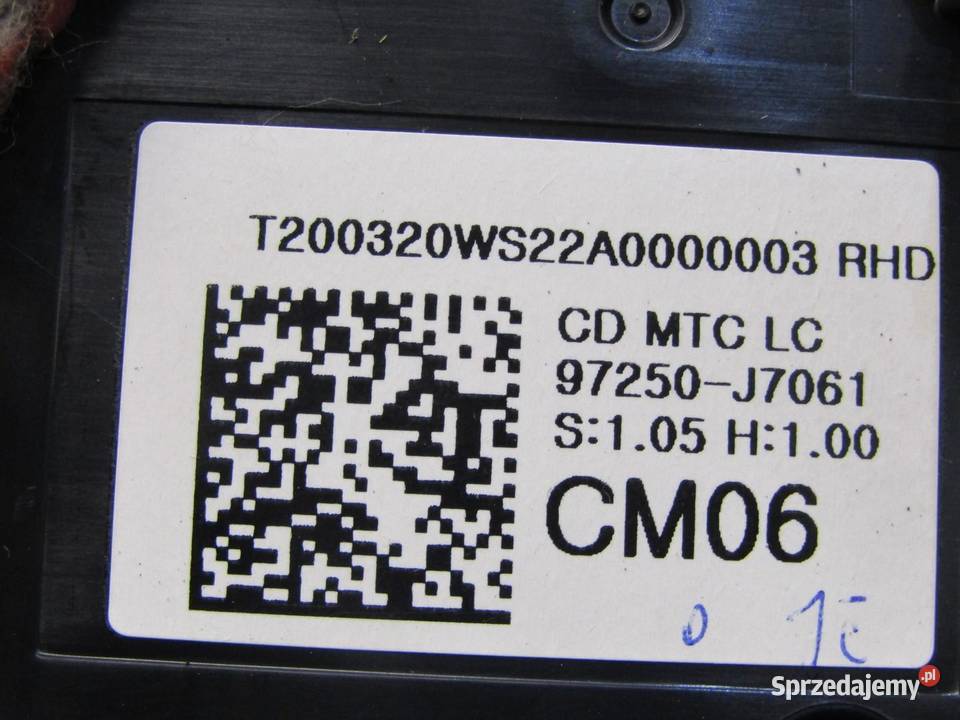 T200320WS22A0000003 RHD
CD MTC LC
97250-J7061
S:1.05 H:1.00
CM06
Sprzedajemy.pl